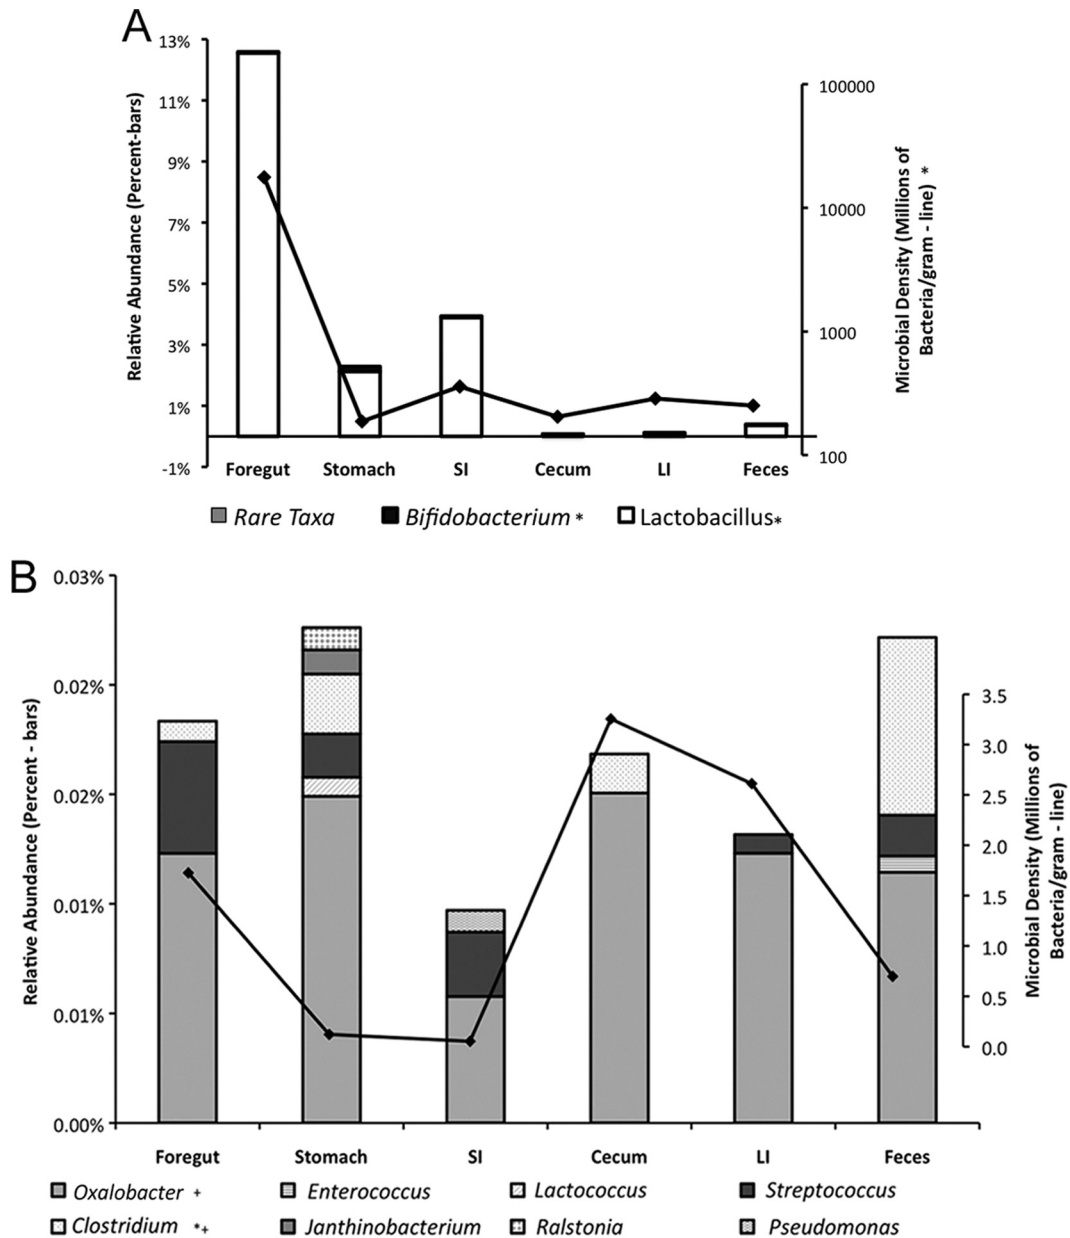 A
13%
11%
9%
7%
5%
3%
1%
-1%
Relative Abundance (Percent-bars)
100000
10000
1000
100
Microbial Density (Millions of
Bacteria/gram - line) *
Foregut Stomach SI Cecum LI Feces
Rare Taxa Bifidobacterium * Lactobacillus*
B
0.03%
0.02%
0.02%
0.01%
0.01%
0.00%
Relative Abundance (Percent - bars)
3.5
3.0
2.5
2.0
1.5
1.0
0.5
0.0
Microbial Density (Millions of
Bacteria/gram - line)
Foregut Stomach SI Cecum LI Feces
Oxalobacter + Enterococcus Lactococcus Streptococcus
Clostridium *+ Janthinobacterium Ralstonia Pseudomonas